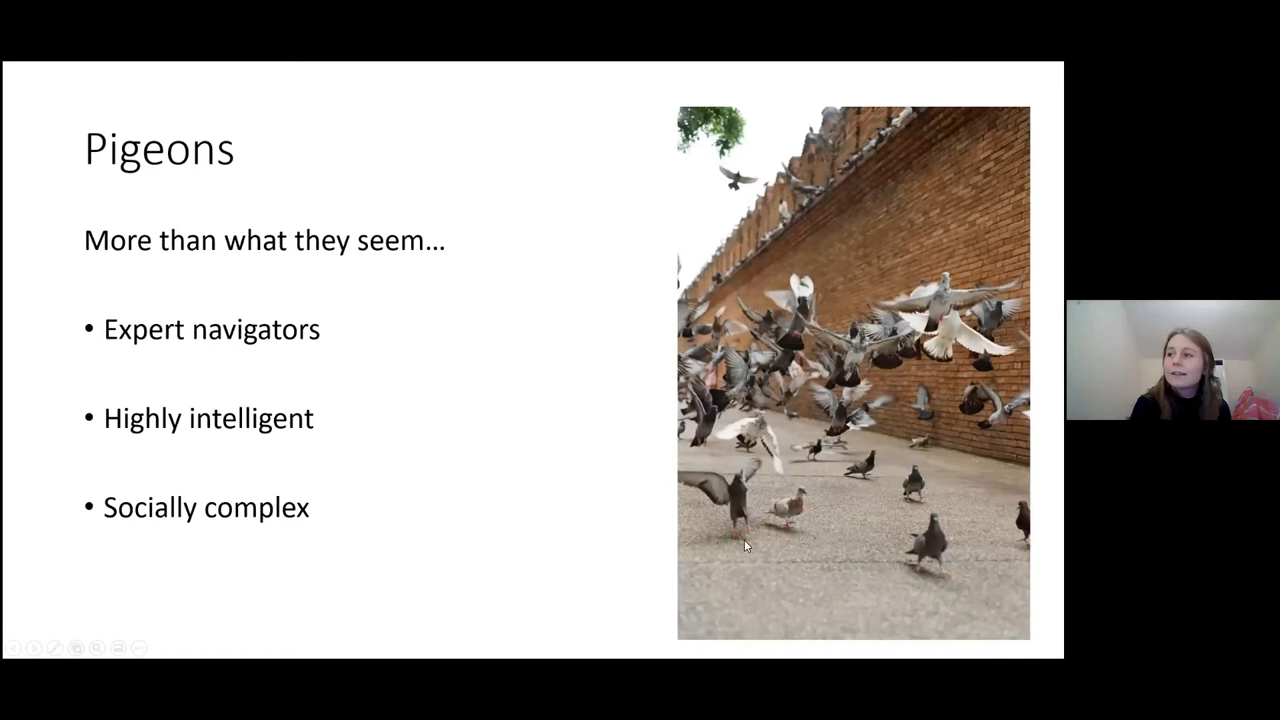 Pigeons
More than what they seem…
• Expert navigators
• Highly intelligent
• Socially complex